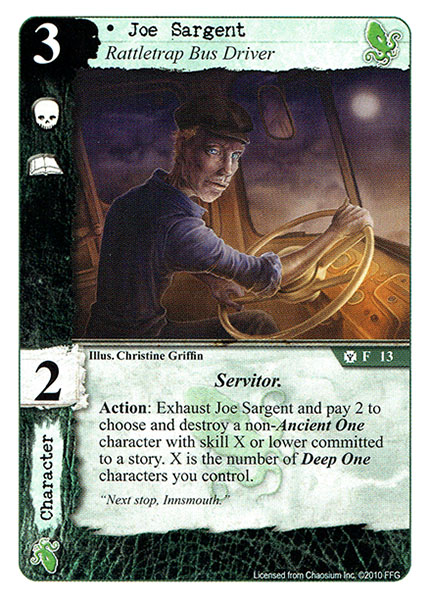 3
• Joe Sargent
Rattletrap Bus Driver
Illus. Christine Griffin
F 13
2
Servitor.
Action: Exhaust Joe Sargent and pay 2 to
choose and destroy a non-Ancient One
character with skill X or lower committed
to a story. X is the number of Deep One
characters you control.
“Next stop, Innsmouth.”
Character
Licensed from Chaosium Inc. ©2010 FFG